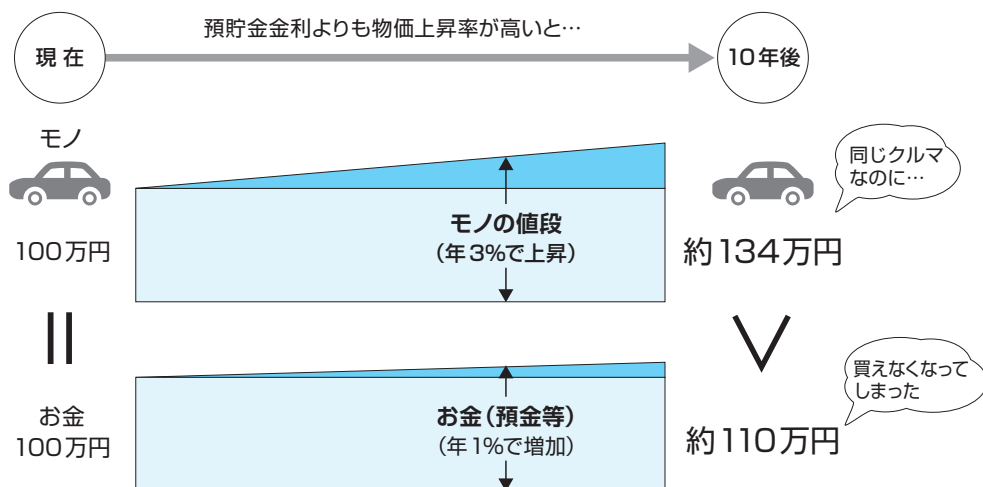 預貯金金利よりも物価上昇率が高いと…
現在
10年後
モノ
同じクルマ
なのに…
モノの値段
（年3%で上昇）
100万円
約134万円
買えなくなって
しまった
お金
100万円
お金（預金等）
（年1%で増加）
約110万円